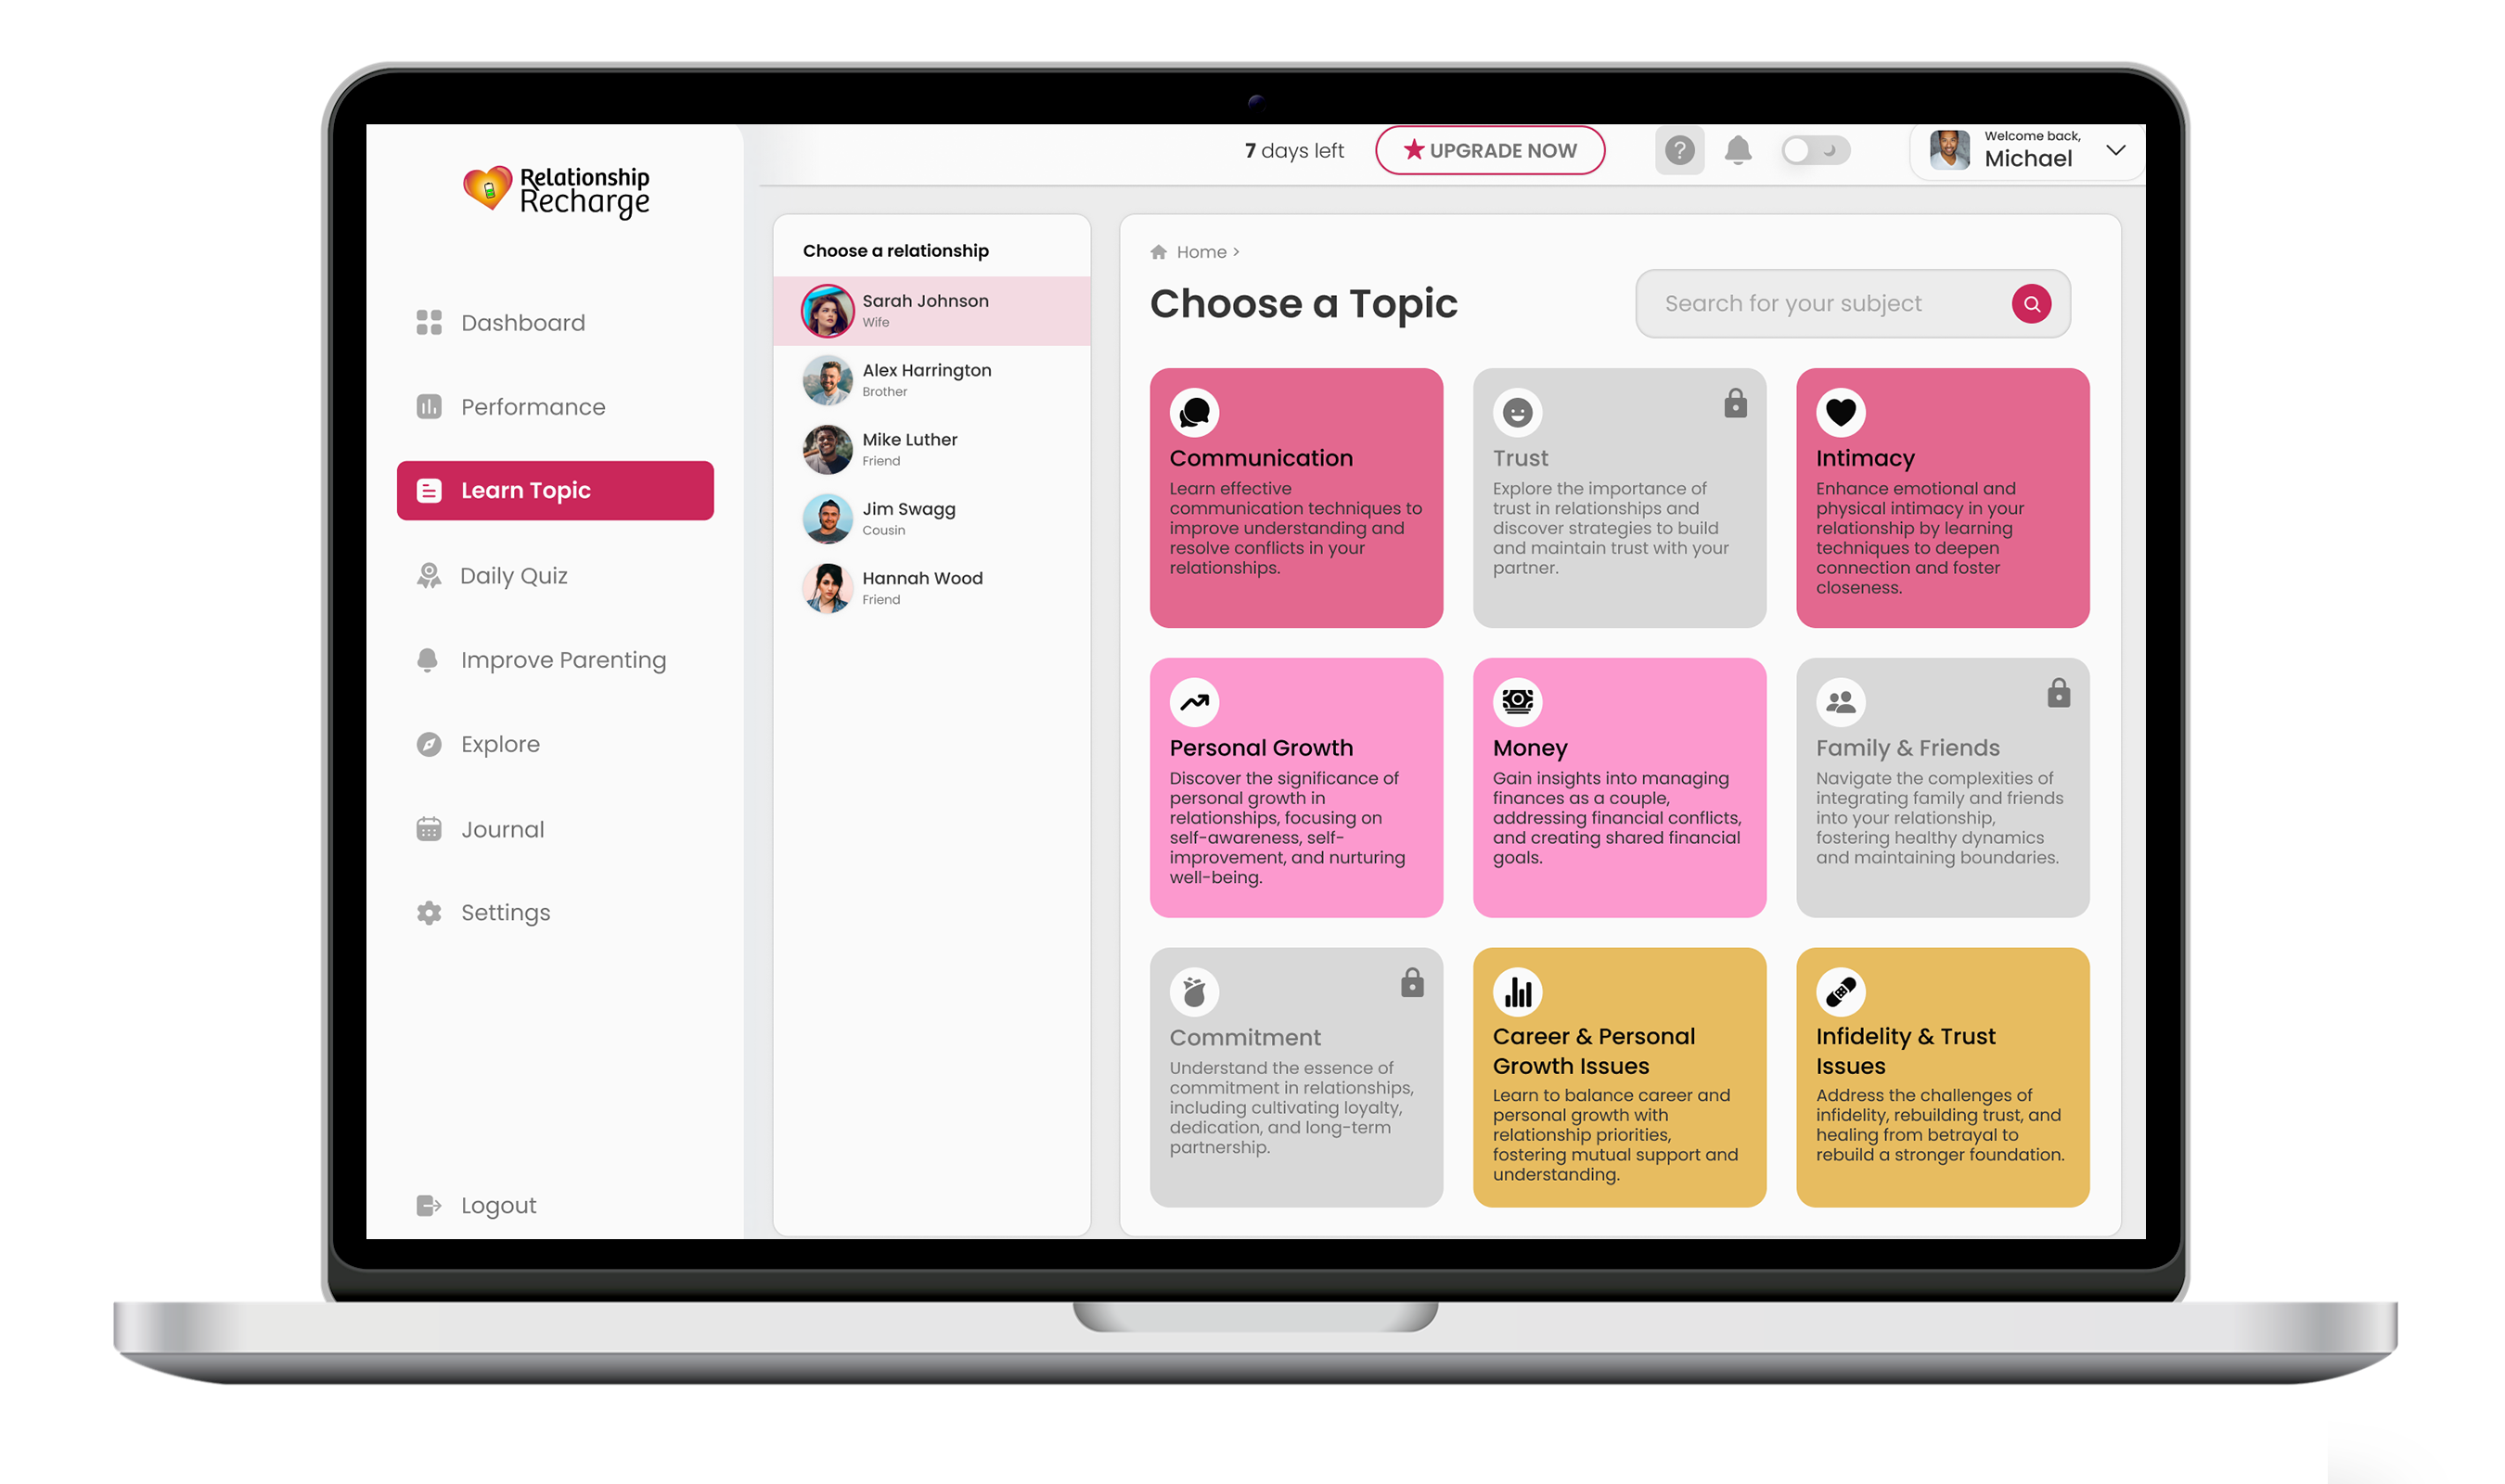 Relationship
Recharge
Dashboard
Performance
Learn Topic
Daily Quiz
Improve Parenting
Explore
Journal
Settings
Logout
7 days left
UPGRADE NOW
?
Welcome back,
Michael
Choose a relationship
Sarah Johnson
Wife
Alex Harrington
Brother
Mike Luther
Friend
Jim Swagg
Cousin
Hannah Wood
Friend
Home >
Choose a Topic
Search for your subject
Communication
Learn effective
communication techniques to
improve understanding and
resolve conflicts in your
relationships.
Trust
Explore the importance of
trust in relationships and
discover strategies to build
and maintain trust with your
partner.
Intimacy
Enhance emotional and
physical intimacy in your
relationship by learning
techniques to deepen
connection and foster
closeness.
Personal Growth
Discover the significance of
personal growth in
relationships, focusing on
self-awareness, self-
improvement, and nurturing
well-being.
Money
Gain insights into managing
finances as a couple,
addressing financial conflicts,
and creating shared financial
goals.
Family & Friends
Navigate the complexities of
integrating family and friends
into your relationship,
fostering healthy dynamics
and maintaining boundaries.
Commitment
Understand the essence of
commitment in relationships,
including cultivating loyalty,
dedication, and long-term
partnership.
Career & Personal
Growth Issues
Learn to balance career and
personal growth with
relationship priorities,
fostering mutual support and
understanding.
Infidelity & Trust
Issues
Address the challenges of
infidelity, rebuilding trust, and
healing from betrayal to
rebuild a stronger foundation.